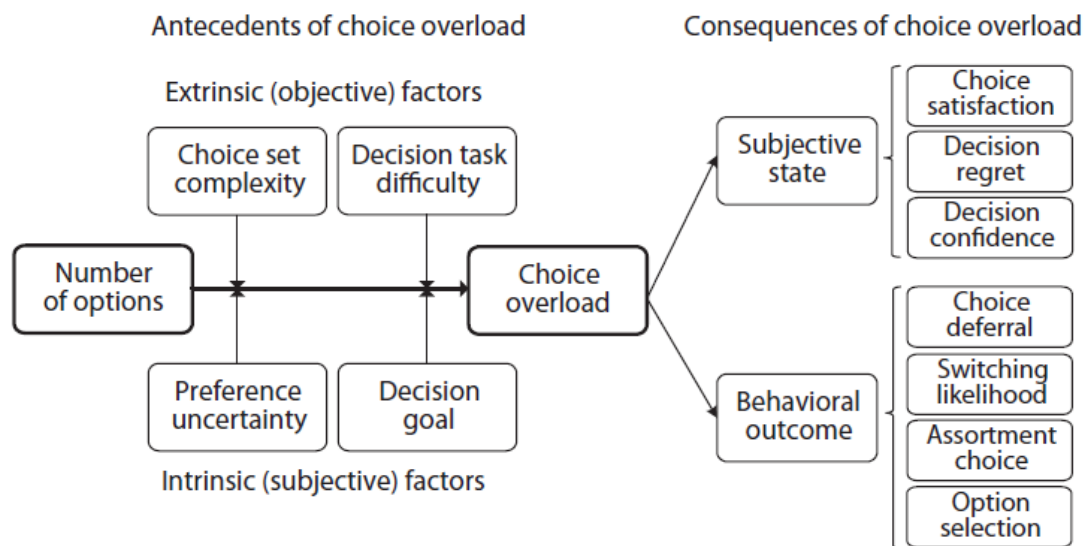 Antecedents of choice overload
Consequences of choice overload
Extrinsic (objective) factors
Choice set
complexity
Decision task
difficulty
Number
of options
Choice
overload
Preference
uncertainty
Decision
goal
Intrinsic (subjective) factors
Subjective
state
Choice
satisfaction
Decision
regret
Decision
confidence
Behavioral
outcome
Choice
deferral
Switching
likelihood
Assortment
choice
Option
selection